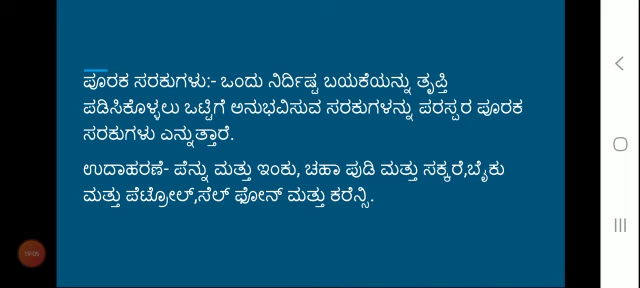 ಪೂರಕ ಸರಕುಗಳು:- ಒಂದು ನಿರ್ದಿಷ್ಟ ಬಯಕೆಯನ್ನು ತೃಪ್ತಿ
ಪಡಿಸಿಕೊಳ್ಳಲು ಒಟ್ಟಿಗೆ ಅನುಭವಿಸುವ ಸರಕುಗಳನ್ನು ಪರಸ್ಪರ ಪೂರಕ
ಸರಕುಗಳು ಎನ್ನುತ್ತಾರೆ.
ಉದಾಹರಣೆ- ಪೆನ್ನು ಮತ್ತು ಇಂಕು, ಚಹಾ ಪುಡಿ ಮತ್ತು ಸಕ್ಕರೆ,ಬೈಕು
ಮತ್ತು ಪೆಟ್ರೋಲ್,ಸೆಲ್ ಫೋನ್ ಮತ್ತು ಕರೆನ್ಸಿ.